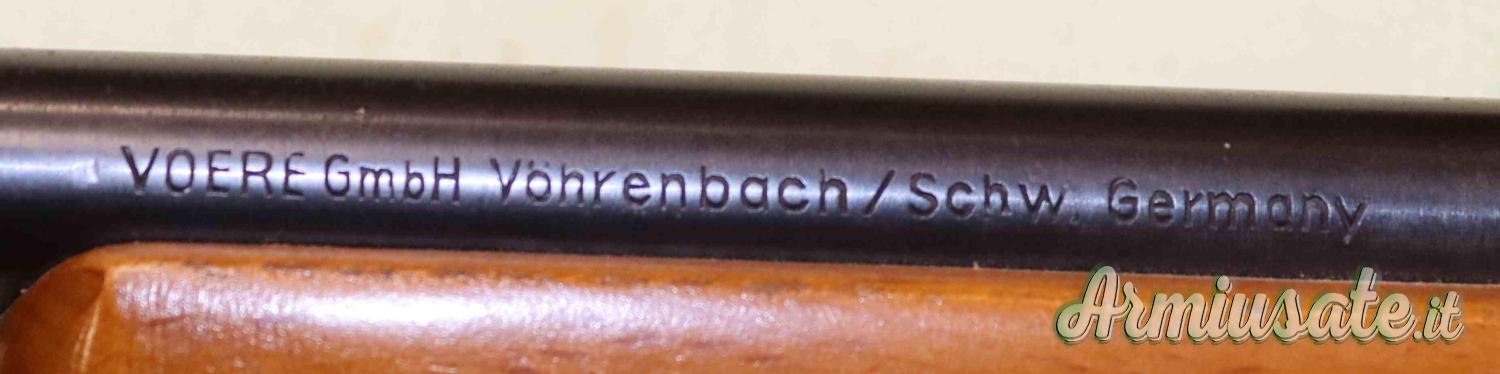 VOERE GmbH Vöhrenbach/Schw. Germany
Armiusate.it